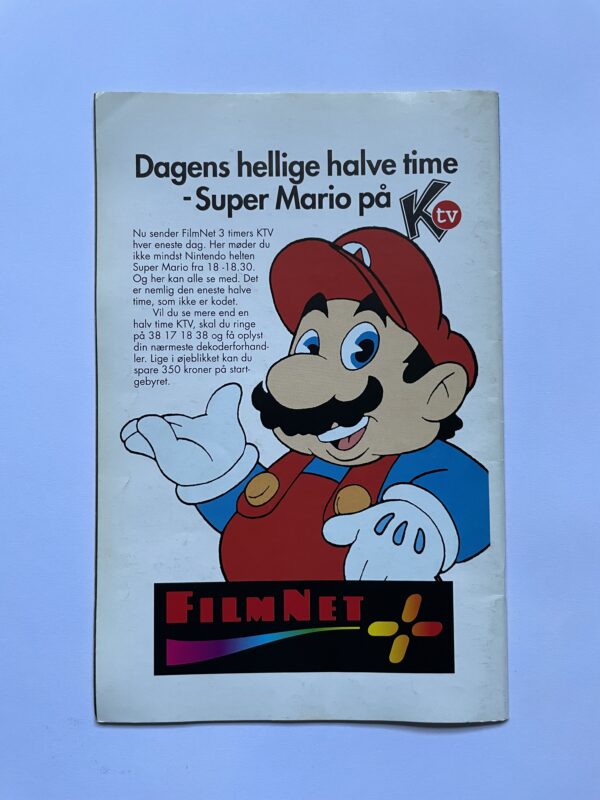 Dagens hellige halve time
- Super Mario på Ktv
Nu sender FilmNet 3 timers KTV
hver eneste dag. Her møder du
ikke mindst Nintendo helten
Super Mario fra 18 -18.30.
Og her kan alle se med. Det
er nemlig den eneste halve
time, som ikke er kodet.
Vil du se mere end en
halv time KTV, skal du ringe
på 38 17 18 38 og få oplyst
din nærmeste dekoderforhand-
ler. Lige i øjeblikket kan du
spare 350 kroner på start-
gebyret.
M
FILMNET